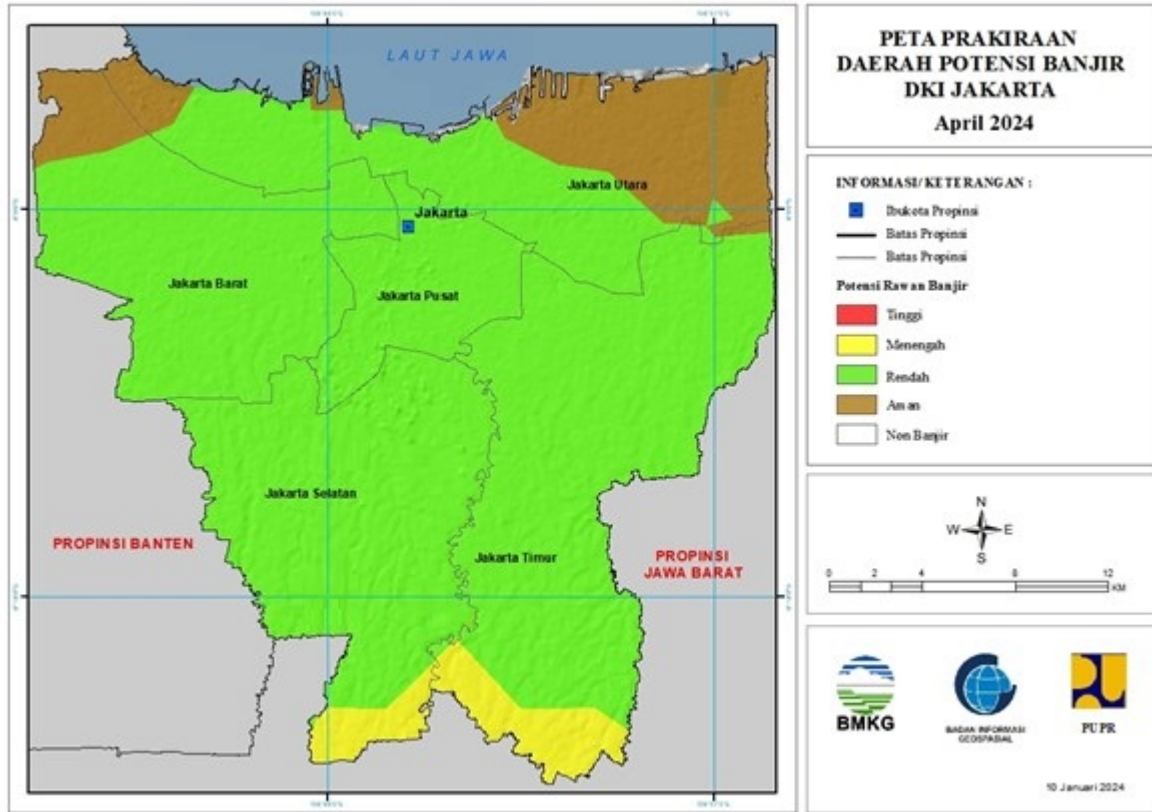 LAUT JAWA
Jakarta Utara
Jakarta
Jakarta Barat
Jakarta Pusat
Jakarta Selatan
Jakarta Timur
PROPINSI BANTEN
PROPINSI
JAWA BARAT
PETA PRAKIRAAN
DAERAH POTENSI BANJIR
DKI JAKARTA
April 2024
INFORMASI/KETERANGAN :
Ibukota Propinsi
Batas Propinsi
Batas Propinsi
Potensi Rawan Banjir
Tinggi
Menengah
Rendah
Aman
Non Banjir
N
W E
S
0 2 4 8 12
KM
BMKG
BADAN INFORMASI
GEOSPASIAL
PUPR
10 Januari 2024